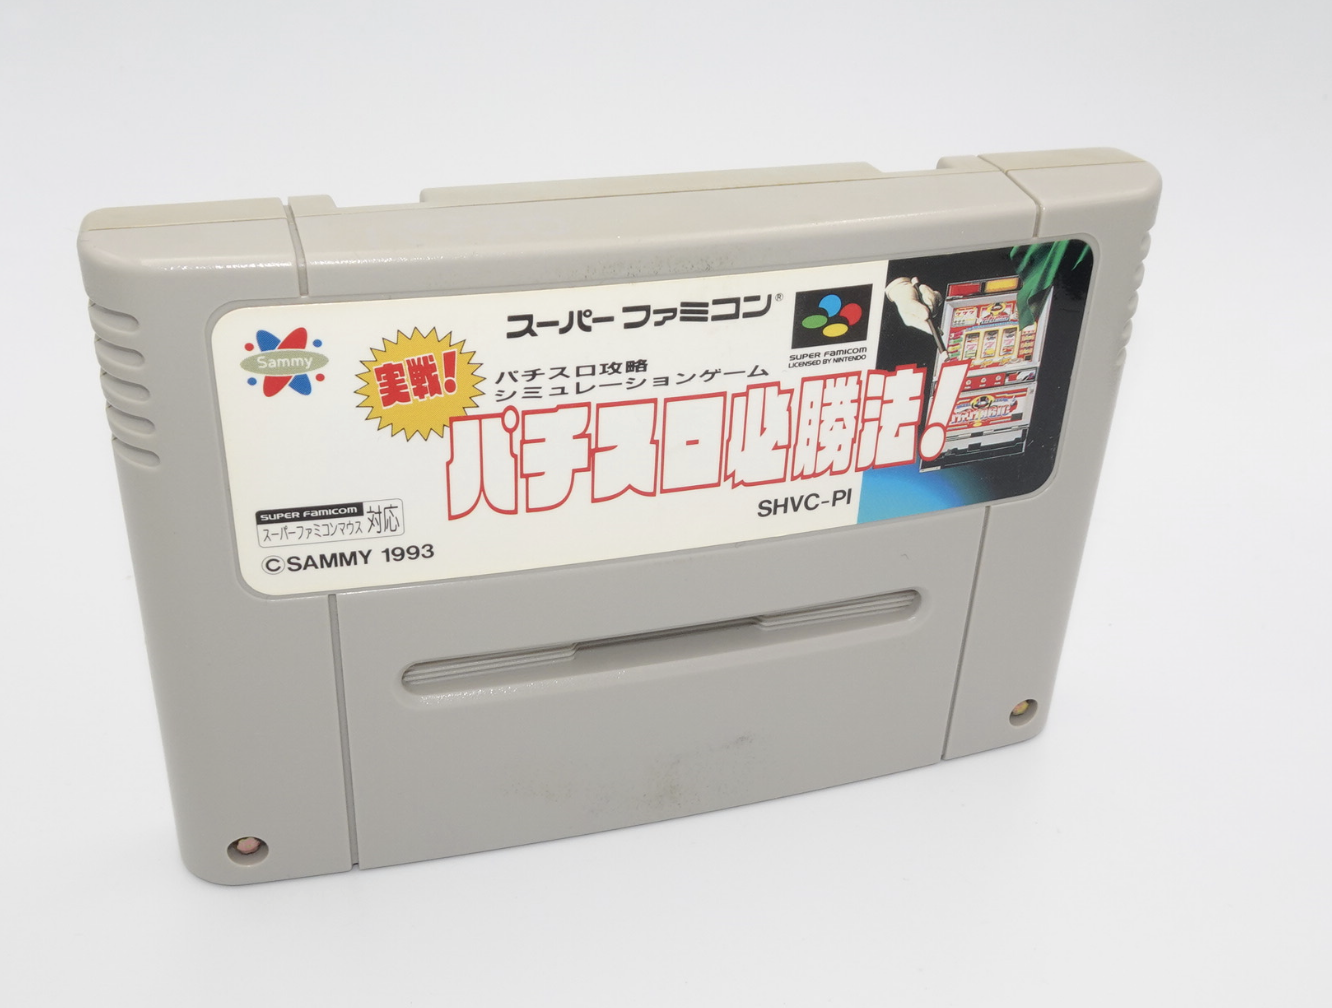 スーパーファミコン®
Sammy
実戦!
パチスロ攻略
シミュレーションゲーム
SUPER FAMICOM
LICENSED BY NINTENDO
パチスロ必勝法!
SHVC-PI
SUPER FAMICOM
スーパーファミコンマウス 対応
©SAMMY 1993